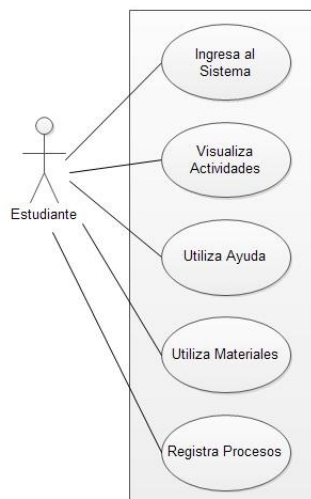 Ingresa al
Sistema
Visualiza
Actividades
Estudiante
Utiliza Ayuda
Utiliza Materiales
Registra Procesos